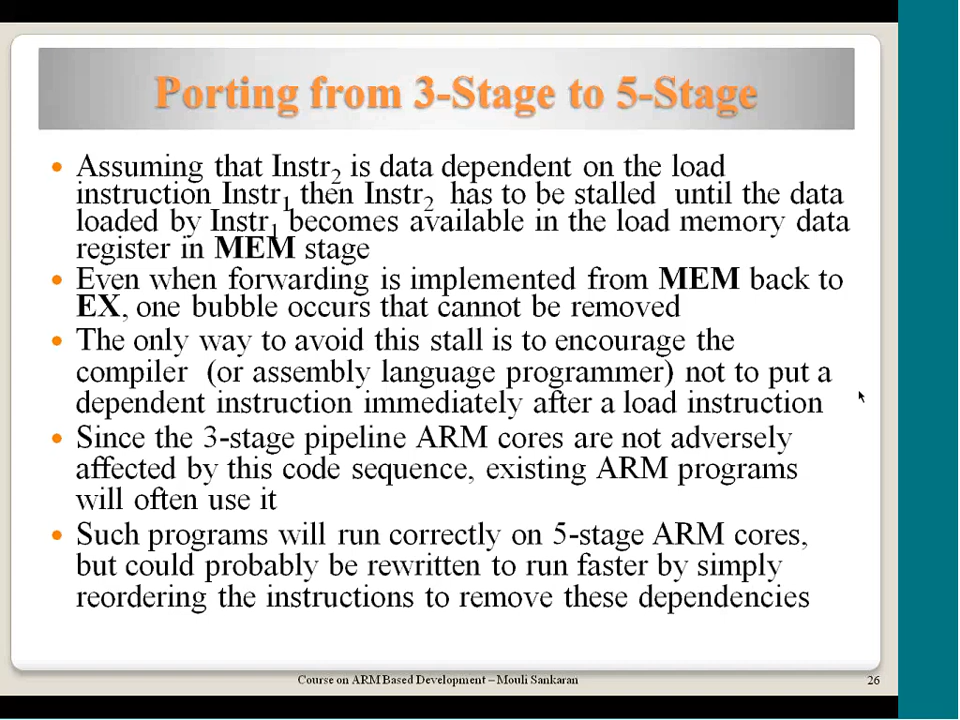 Porting from 3-Stage to 5-Stage
• Assuming that Instr₂ is data dependent on the load
instruction Instr₁ then Instr₂ has to be stalled until the data
loaded by Instr₁ becomes available in the load memory data
register in MEM stage
• Even when forwarding is implemented from MEM back to
EX, one bubble occurs that cannot be removed
• The only way to avoid this stall is to encourage the
compiler (or assembly language programmer) not to put a
dependent instruction immediately after a load instruction
• Since the 3-stage pipeline ARM cores are not adversely
affected by this code sequence, existing ARM programs
will often use it
• Such programs will run correctly on 5-stage ARM cores,
but could probably be rewritten to run faster by simply
reordering the instructions to remove these dependencies
Course on ARM Based Development – Mouli Sankaran
26